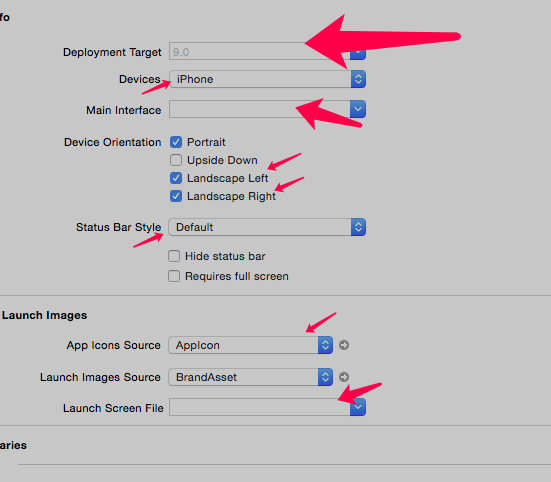 fo
Deployment Target 9.0
Devices iPhone
Main Interface
Device Orientation Portrait
Upside Down
Landscape Left
Landscape Right
Status Bar Style Default
Hide status bar
Requires full screen
Launch Images
App Icons Source AppIcon
Launch Images Source BrandAsset
Launch Screen File
aries